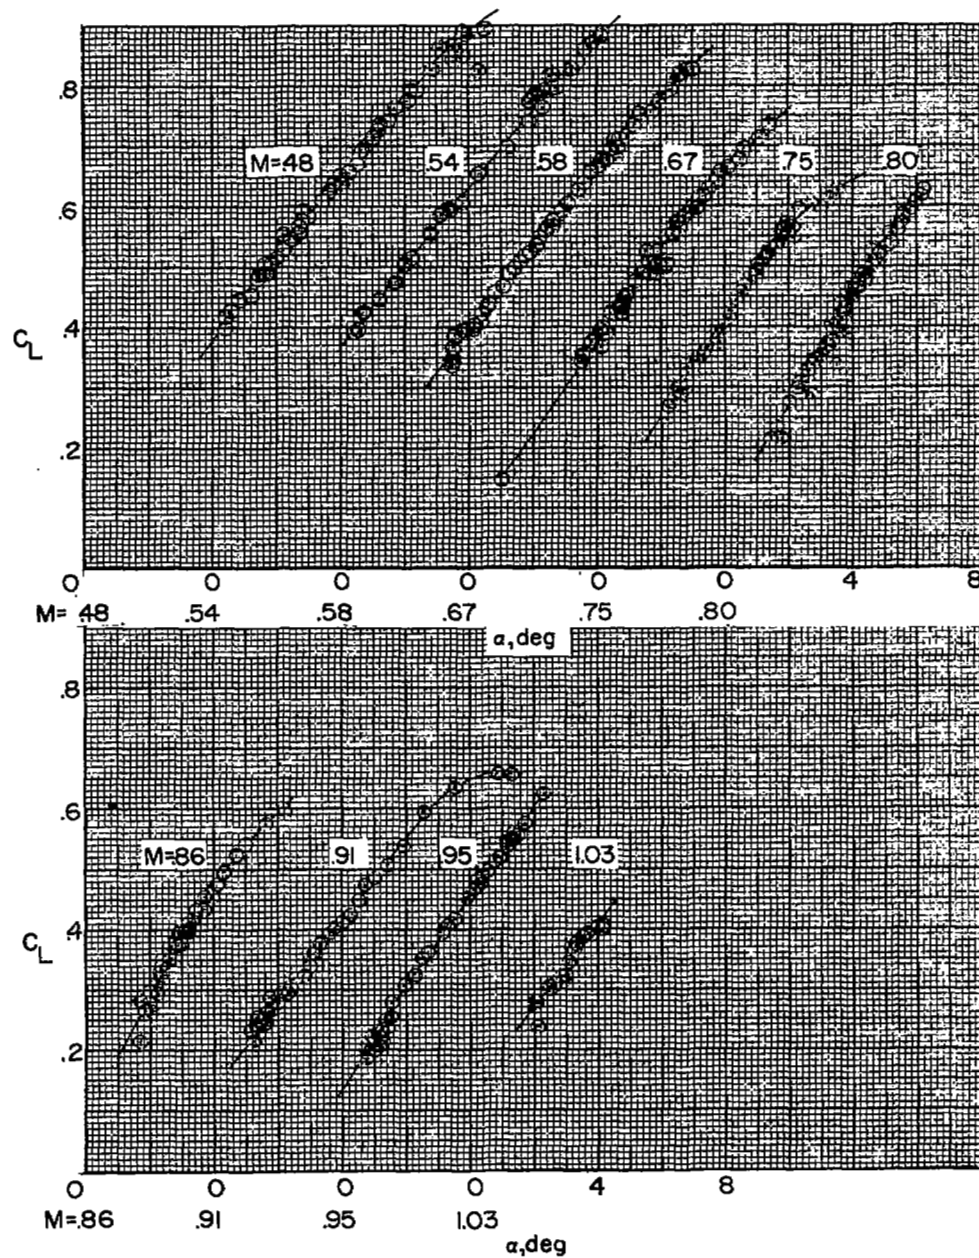 .8
M=48 .54 .58 .67 .75 .80
.6
.4
CL
.2
0 0 0 0 0 0 4 8
M= 48 .54 .58 .67 .75 .80
α,deg
.8
.6
M=86 .91 .95 1.03
.4
CL
.2
0 0 0 0 4 8
M=.86 .91 .95 1.03
α,deg